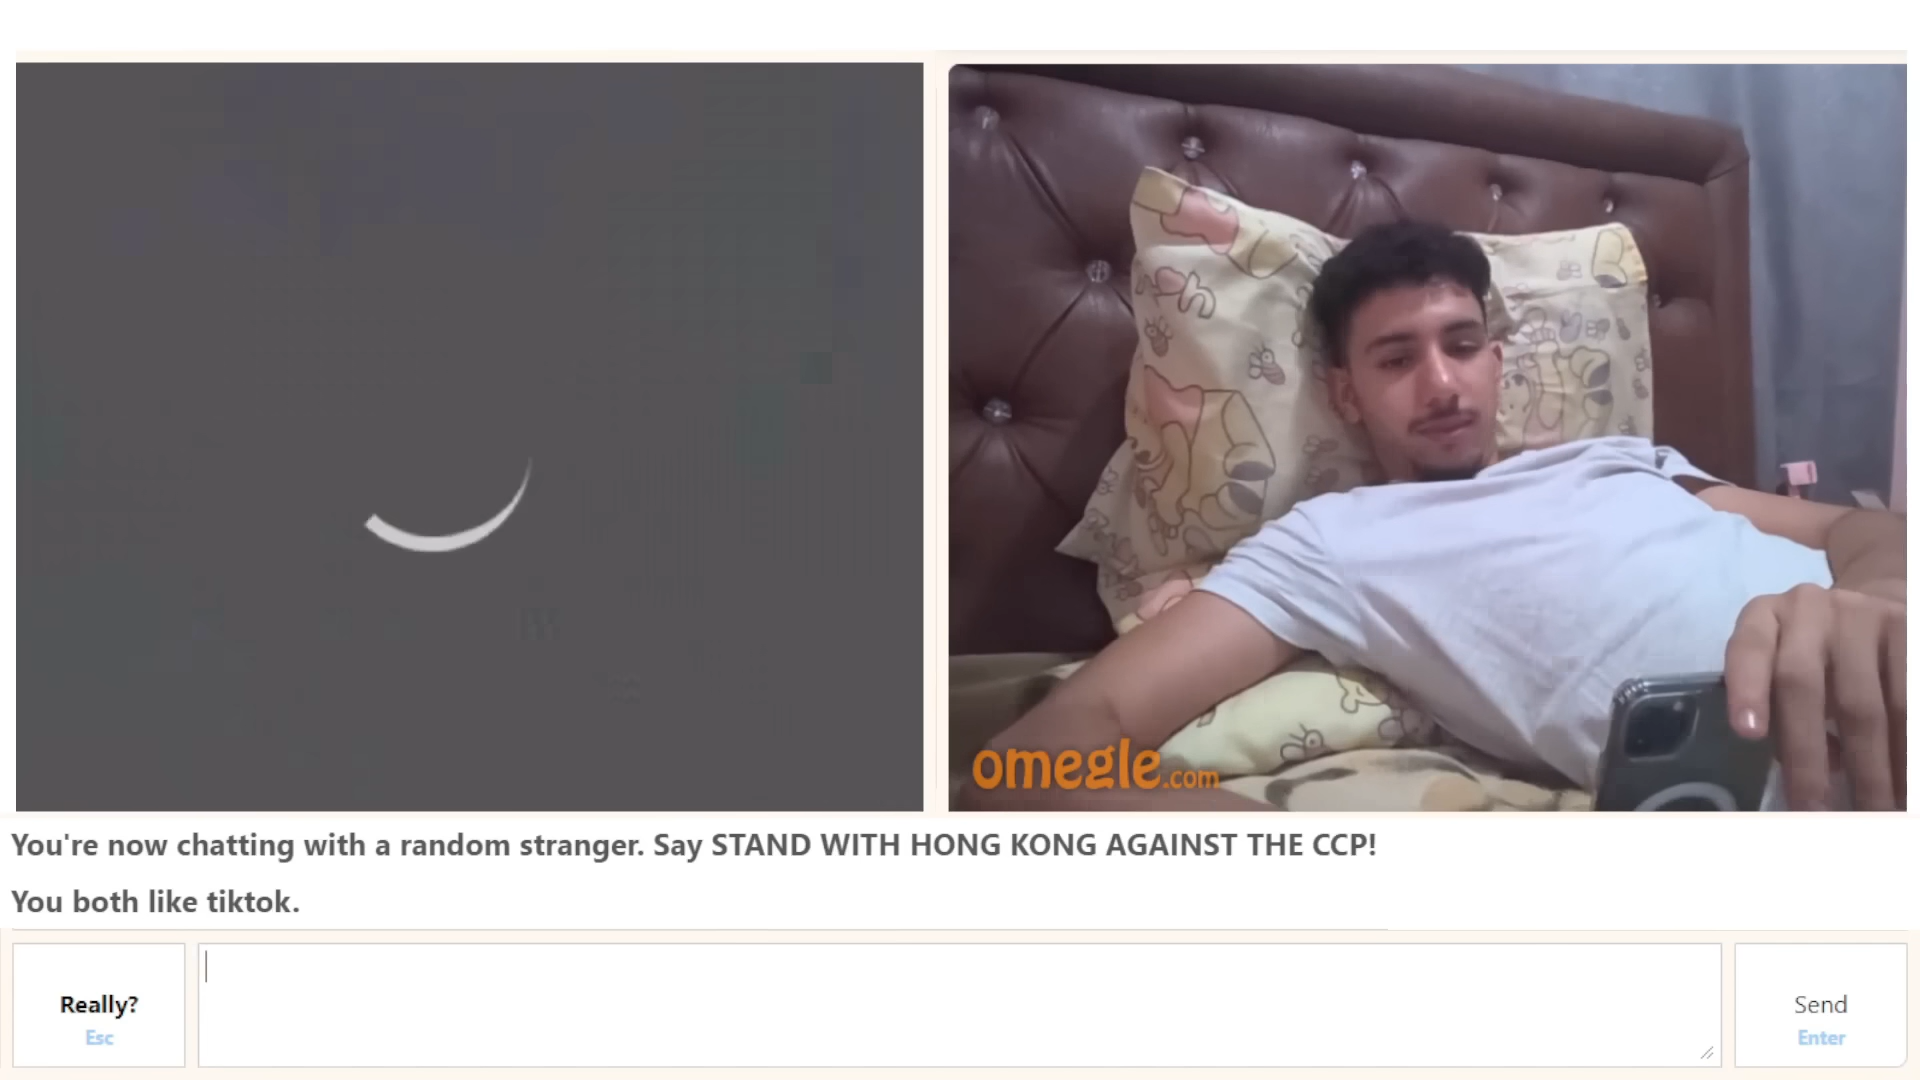 omegle.com
You're now chatting with a random stranger. Say STAND WITH HONG KONG AGAINST THE CCP!
You both like tiktok.
Really?
Esc
Send
Enter